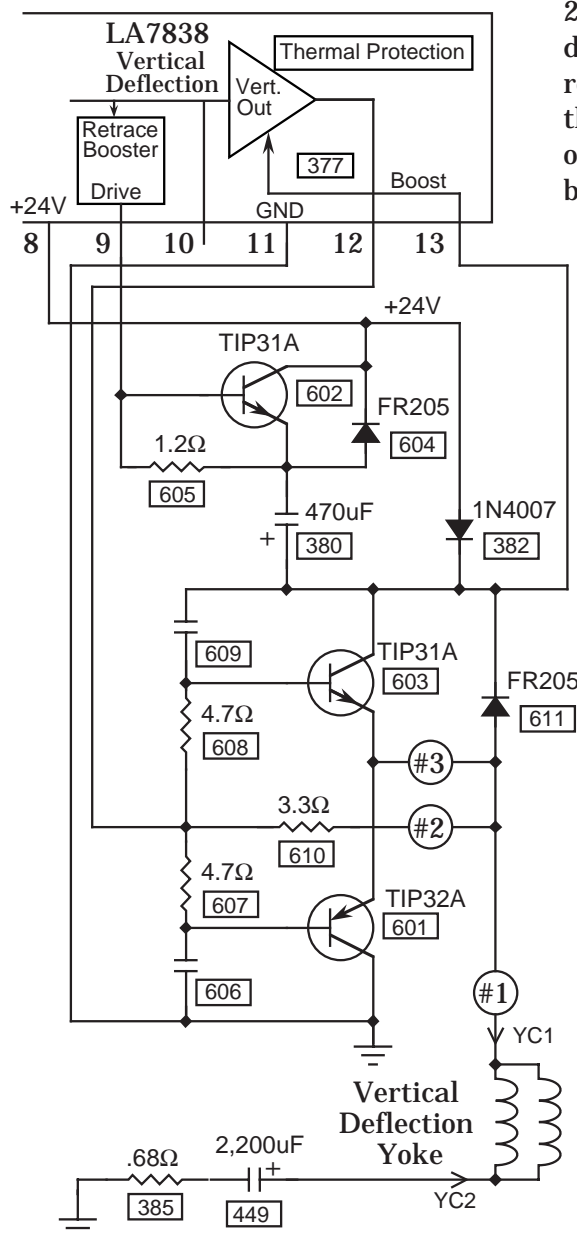 LA7838
Vertical
Deflection
Thermal Protection
Vert.
Out
Retrace
Booster
Drive
377
Boost
+24V
GND
8 9 10 11 12 13
+24V
TIP31A
602
FR205
604
1.2Ω
605
470uF
+
380
1N4007
382
609
TIP31A
603
FR205
611
4.7Ω
608
#3
3.3Ω
610
#2
4.7Ω
607
TIP32A
601
606
#1
YC1
Vertical
Deflection
Yoke
.68Ω
385
2,200uF
+
449
YC2
2
d
r
t
o
b